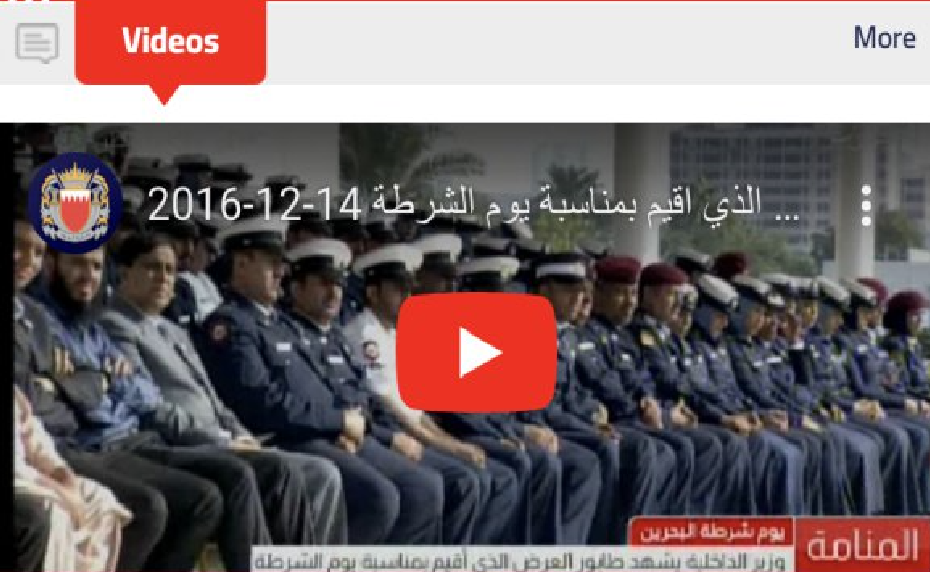 Videos
More
... الذي اقيم بمناسبة يوم الشرطة 14-12-2016
يوم شرطة البحرين
المنامة
وزير الداخلية يشهد طابور العرض الذي أقيم بمناسبة يوم الشرطة